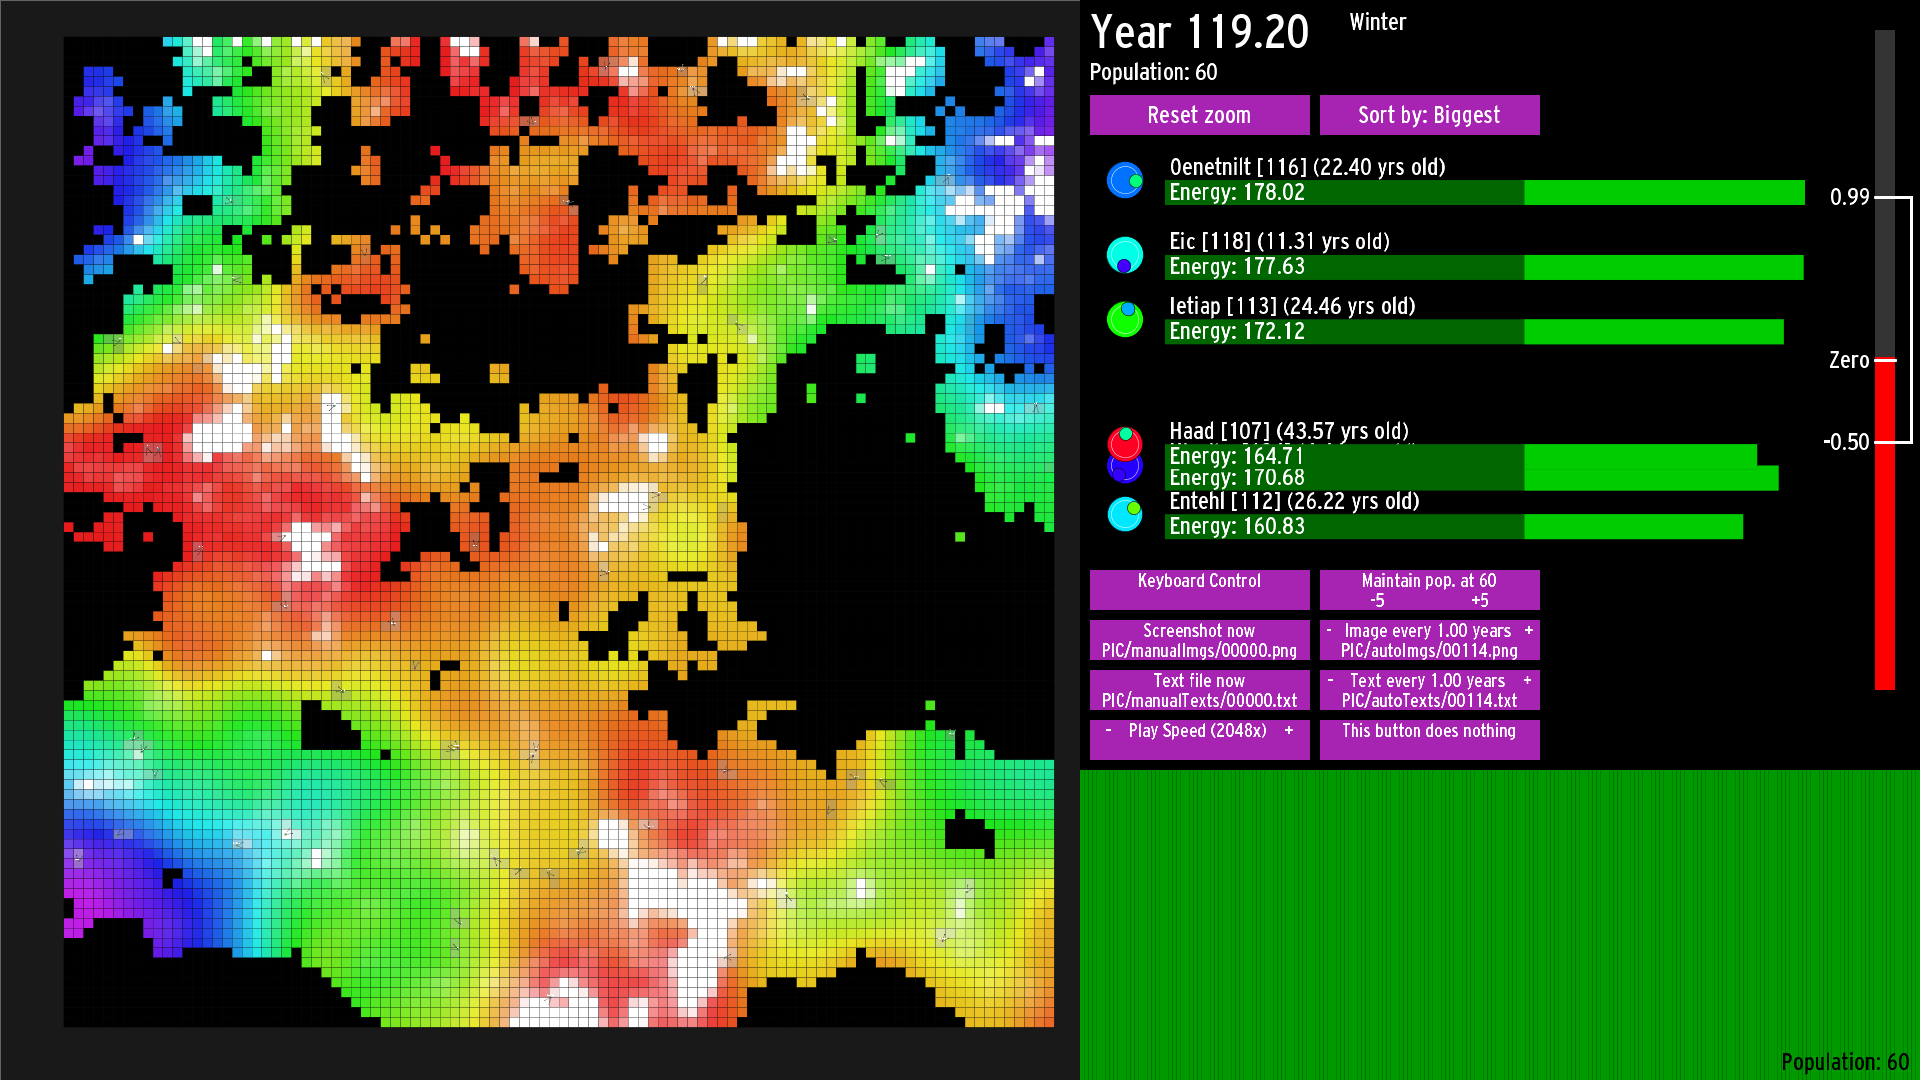 Year 119.20
Winter
Population: 60
Reset zoom
Sort by: Biggest
Oenetnilt [116] (22.40 yrs old)
Energy: 178.02
0.99
Eic [118] (11.31 yrs old)
Energy: 177.63
Ietiap [113] (24.46 yrs old)
Energy: 172.12
Zero
Haad [107] (43.57 yrs old)
-0.50
Energy: 164.71
Energy: 170.68
Entehl [112] (26.22 yrs old)
Energy: 160.83
Keyboard Control
Maintain pop. at 60
-5 +5
Screenshot now
PIC/manualImgs/00000.png
- Image every 1.00 years +
PIC/autoImgs/00114.png
Text file now
PIC/manualTexts/00000.txt
- Text every 1.00 years +
PIC/autoTexts/00114.txt
- Play Speed (2048x) +
This button does nothing
Population: 60